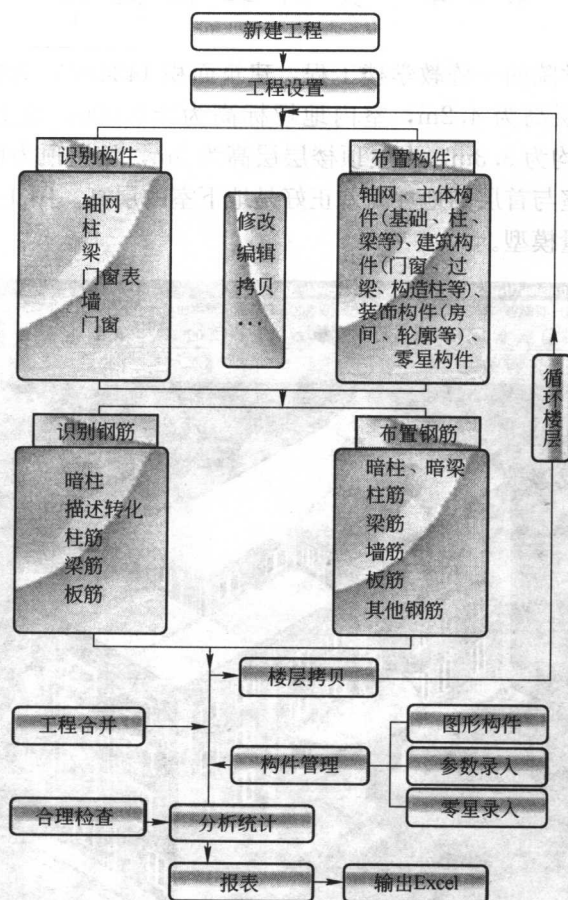 新建工程
工程设置
识别构件
轴网
柱
梁
门窗表
墙
门窗
修改
编辑
拷贝
...
布置构件
轴网、主体构
件(基础、柱、
梁等)、建筑构
件(门窗、过
梁、构造柱等)、
装饰构件(房
间、轮廓等)、
零星构件
循环楼层
识别钢筋
暗柱
描述转化
柱筋
梁筋
板筋
布置钢筋
暗柱、暗梁
柱筋
梁筋
墙筋
板筋
其他钢筋
楼层拷贝
工程合并
构件管理
图形构件
参数录入
零星录入
合理检查
分析统计
报表
输出Excel